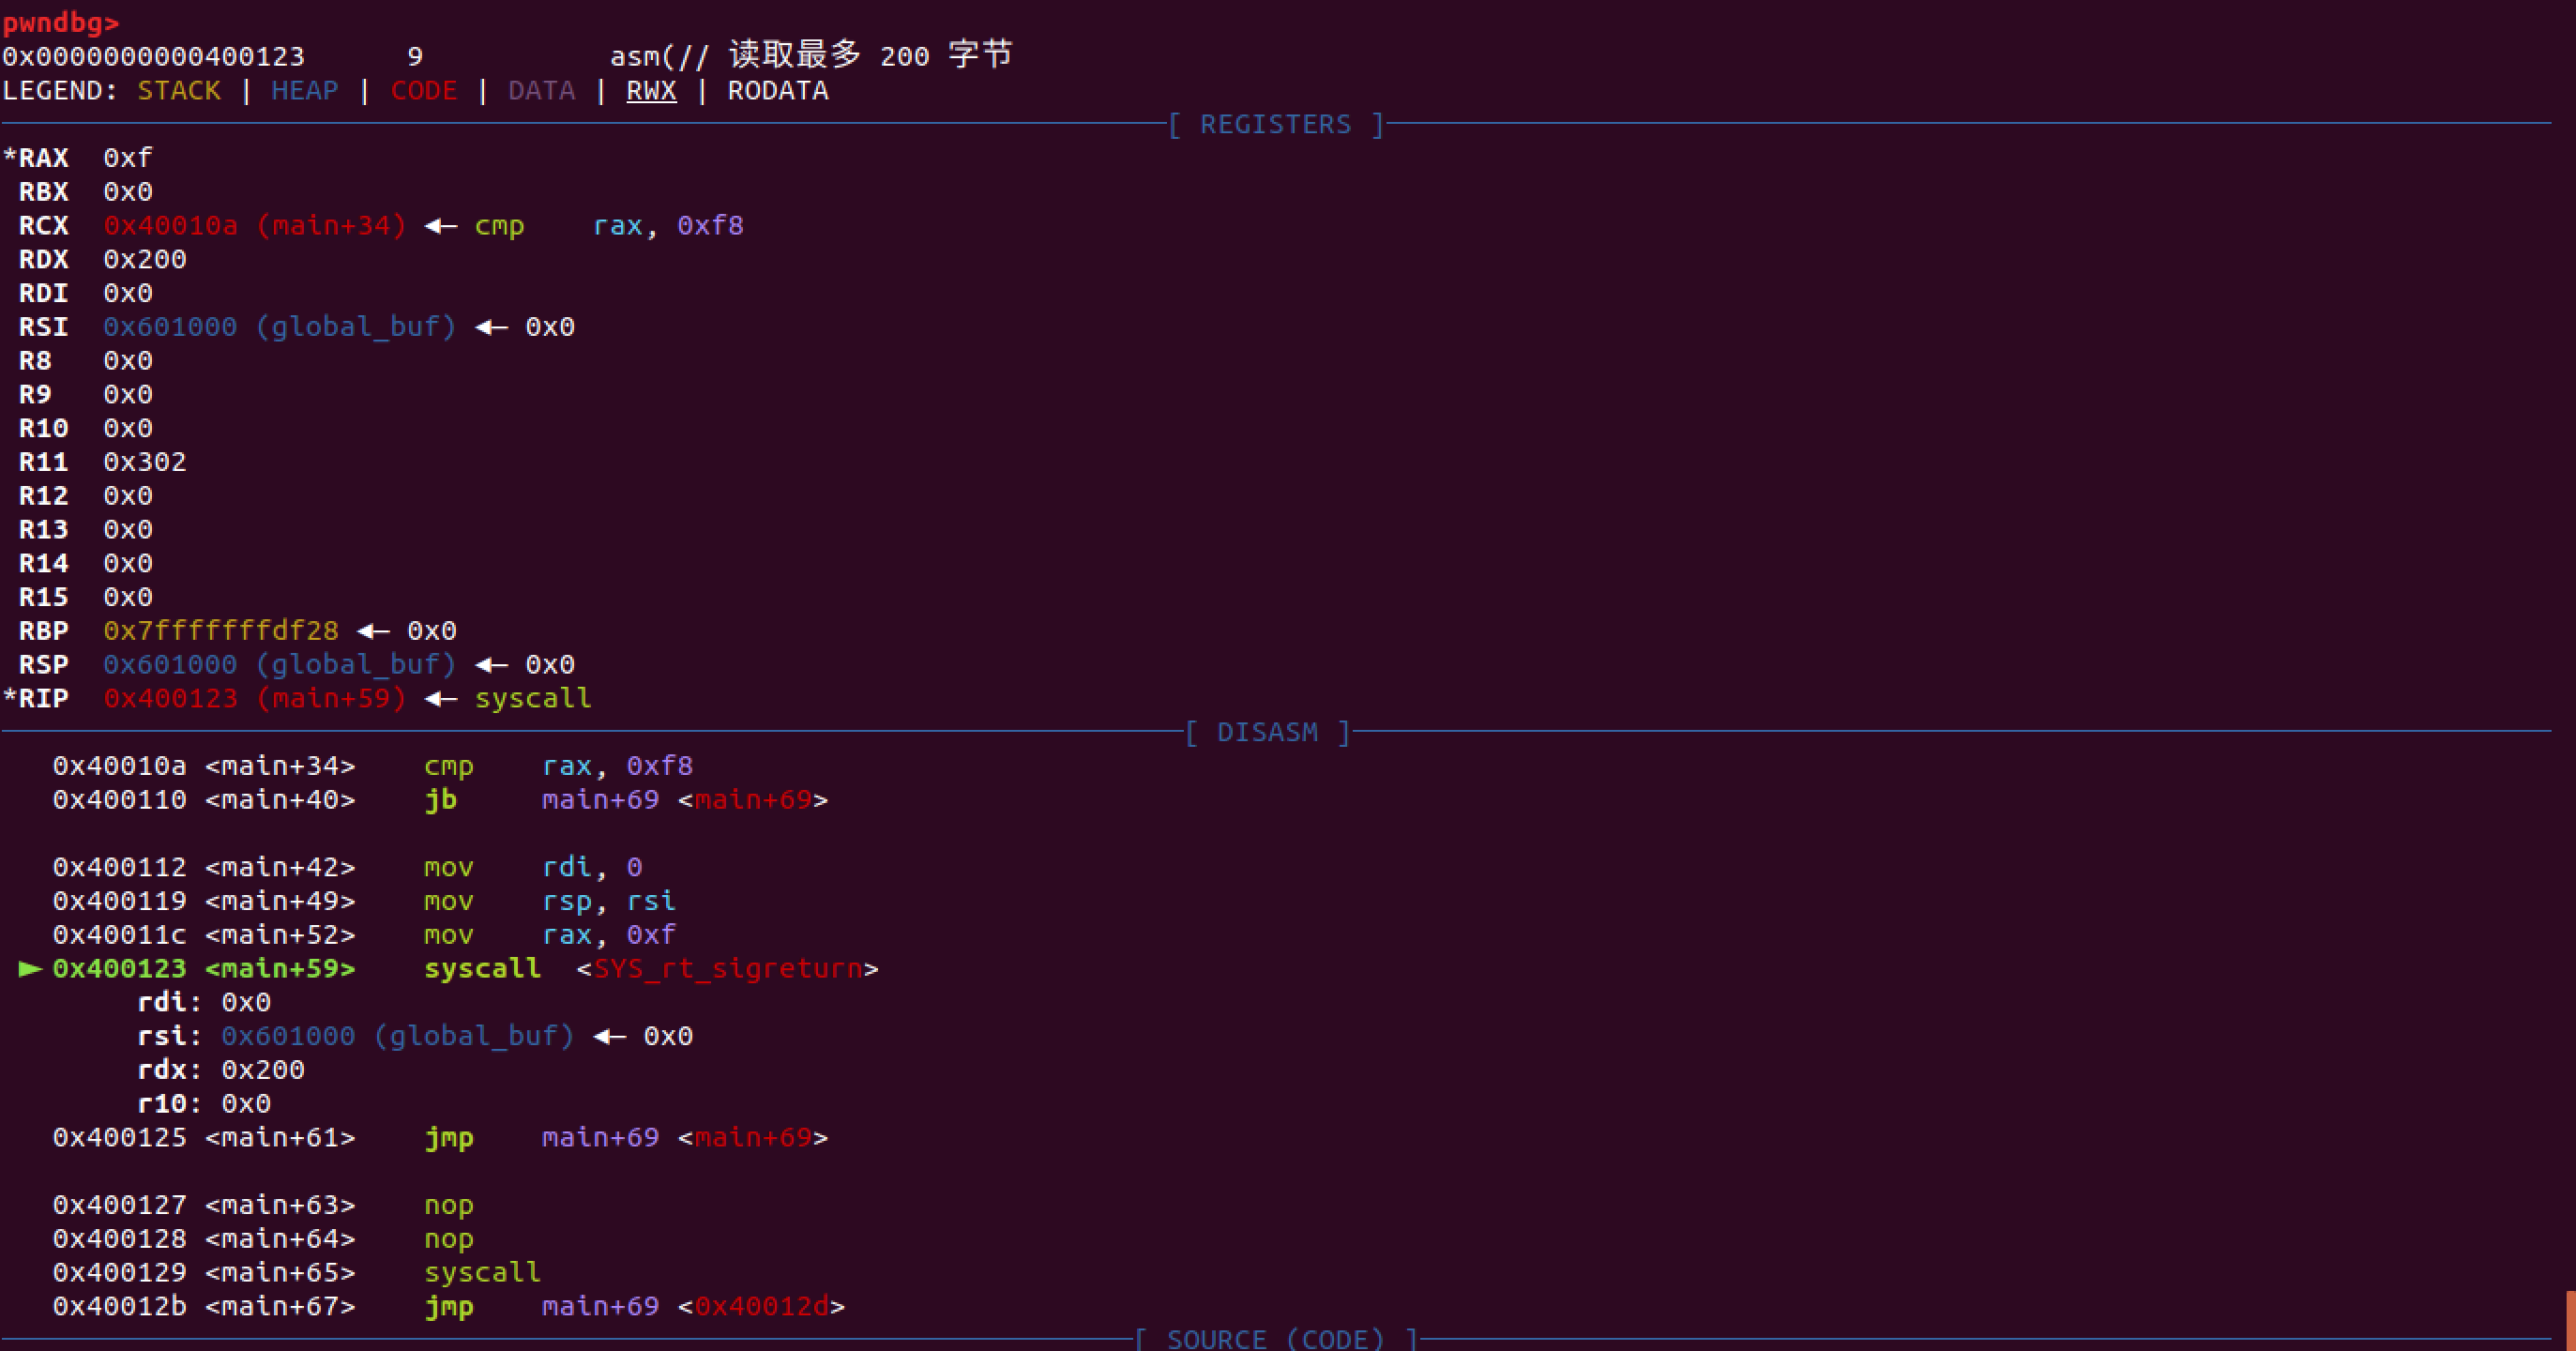 pwndbg>
0x0000000000400123      9           asm(// 读取最多 200 字节
LEGEND: STACK | HEAP | CODE | DATA | RWX | RODATA
[ REGISTERS ]
*RAX  0xf
 RBX  0x0
 RCX  0x40010a (main+34) ◂— cmp    rax, 0xf8
 RDX  0x200
 RDI  0x0
 RSI  0x601000 (global_buf) ◂— 0x0
 R8   0x0
 R9   0x0
 R10  0x0
 R11  0x302
 R12  0x0
 R13  0x0
 R14  0x0
 R15  0x0
 RBP  0x7fffffffdf28 ◂— 0x0
 RSP  0x601000 (global_buf) ◂— 0x0
*RIP  0x400123 (main+59) ◂— syscall
[ DISASM ]
   0x40010a <main+34>    cmp    rax, 0xf8
   0x400110 <main+40>    jb     main+69 <main+69>
   0x400112 <main+42>    mov    rdi, 0
   0x400119 <main+49>    mov    rsp, rsi
   0x40011c <main+52>    mov    rax, 0xf
 ► 0x400123 <main+59>    syscall  <SYS_rt_sigreturn>
        rdi: 0x0
        rsi: 0x601000 (global_buf) ◂— 0x0
        rdx: 0x200
        r10: 0x0
   0x400125 <main+61>    jmp    main+69 <main+69>
   0x400127 <main+63>    nop
   0x400128 <main+64>    nop
   0x400129 <main+65>    syscall
   0x40012b <main+67>    jmp    main+69 <0x40012d>
[ SOURCE (CODE) ]